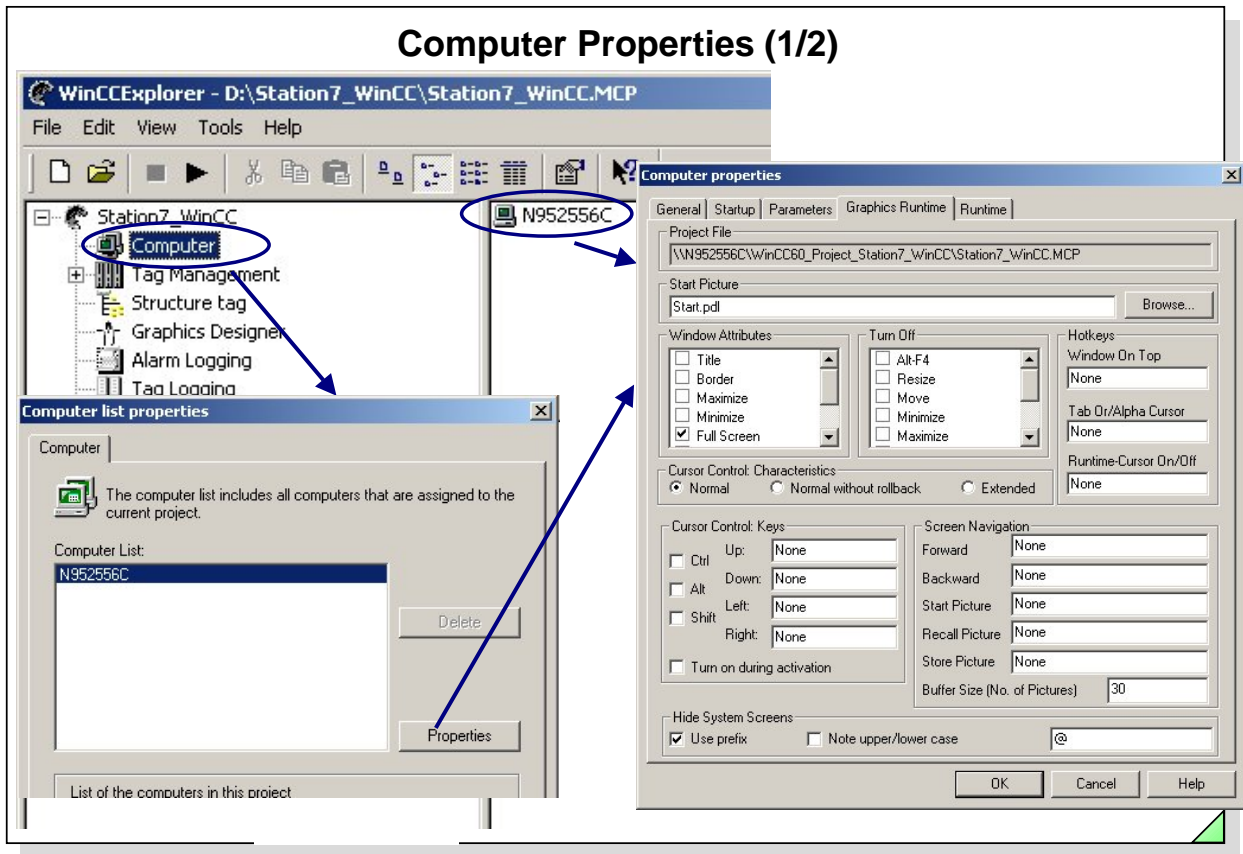 Computer Properties (1/2)
WinCCExplorer - D:\Station7_WinCC\Station7_WinCC.MCP
File Edit View Tools Help
Station7_WinCC
Computer
Tag Management
Structure tag
Graphics Designer
Alarm Logging
Tag Logging
N952556C
Computer list properties
Computer
The computer list includes all computers that are assigned to the
current project.
Computer List:
N952556C
Delete
Properties
List of the computers in this project
Computer properties
General Startup Parameters Graphics Runtime Runtime
Project File
\\N952556C\WinCC60_Project_Station7_WinCC\Station7_WinCC.MCP
Start Picture
Start.pdl Browse...
Window Attributes
Title
Border
Maximize
Minimize
Full Screen
Turn Off
Alt-F4
Resize
Move
Minimize
Maximize
Hotkeys
Window On Top
None
Tab Or/Alpha Cursor
None
Runtime-Cursor On/Off
None
Cursor Control: Characteristics
Normal Normal without rollback Extended
Cursor Control: Keys
Ctrl
Alt
Shift
Up: None
Down: None
Left: None
Right: None
Turn on during activation
Screen Navigation
Forward None
Backward None
Start Picture None
Recall Picture None
Store Picture None
Buffer Size (No. of Pictures) 30
Hide System Screens
Use prefix Note upper/lower case @
OK Cancel Help